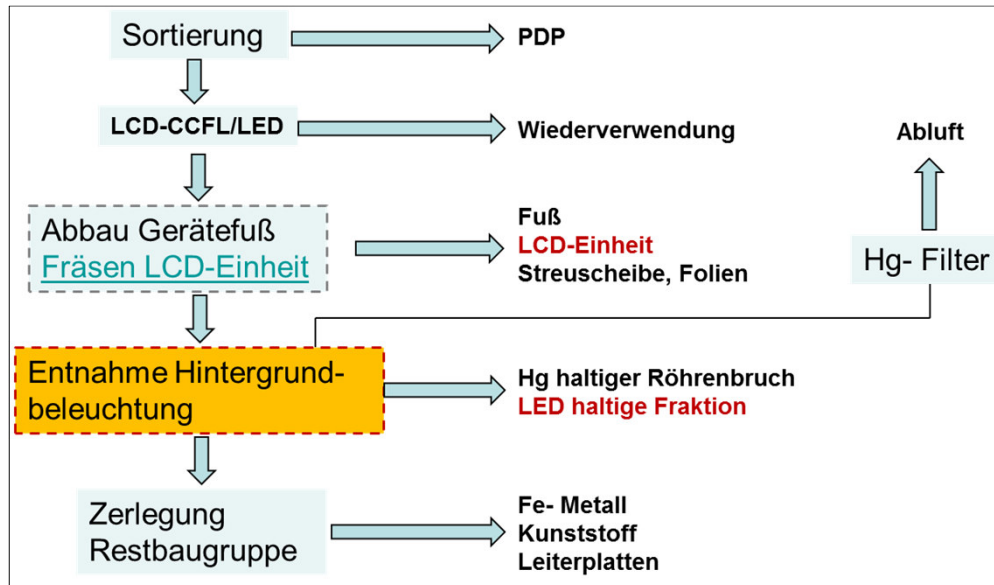 Sortierung
PDP
LCD-CCFL/LED
Wiederverwendung
Abluft
Abbau Gerätefuß
Fräsen LCD-Einheit
Fuß
LCD-Einheit
Streuscheibe, Folien
Hg- Filter
Entnahme Hintergrund-
beleuchtung
Hg haltiger Röhrenbruch
LED haltige Fraktion
Zerlegung
Restbaugruppe
Fe- Metall
Kunststoff
Leiterplatten